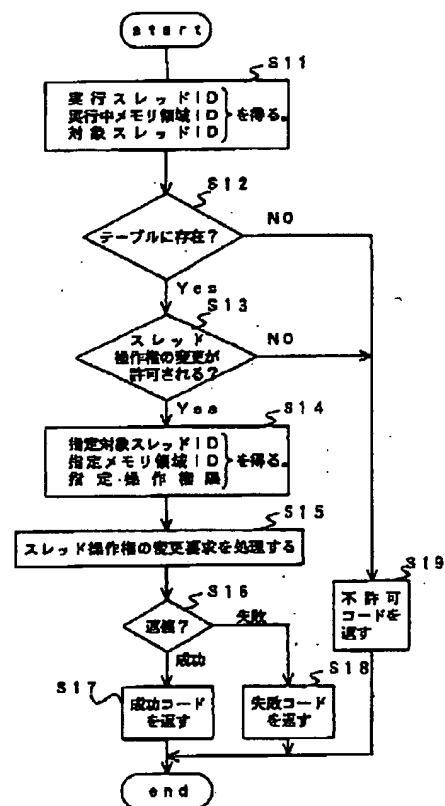 start
S11
実行スレッドID
実行中メモリ領域ID
対象スレッドID
を得る。
S12
テーブルに存在?
NO
Yes
S13
スレッド
操作権の変更が
許可される?
NO
Yes
S14
指定対象スレッドID
指定メモリ領域ID
指定操作権限
を得る。
S15
スレッド操作権の変更要求を処理する
S16
返値?
失敗
成功
S19
不許可
コードを
返す
S17
成功コード
を返す
S18
失敗コード
を返す
end